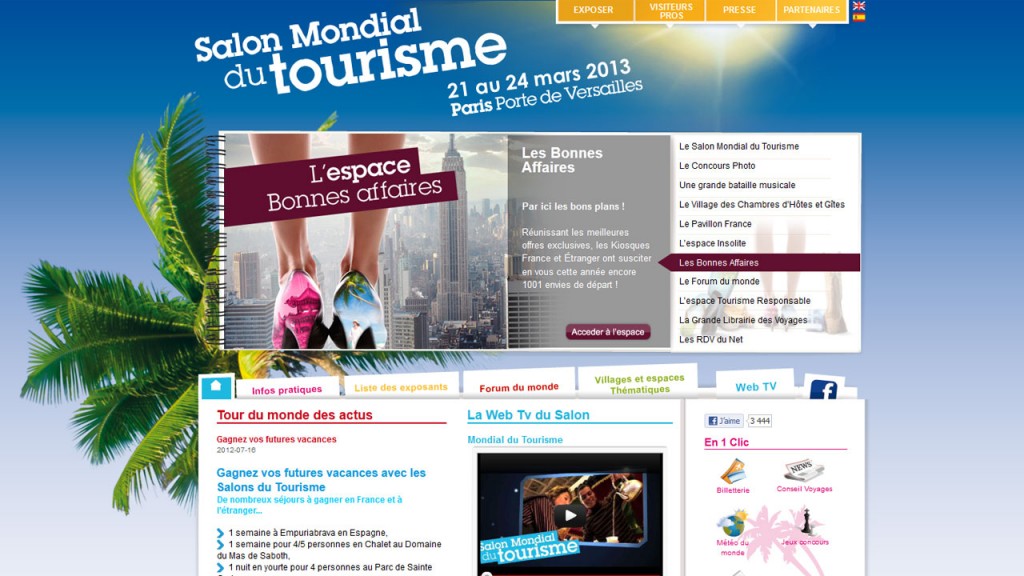 EXPOSER
VISITEURS
PROS
PRESSE
PARTENAIRES
Salon Mondial
du tourisme
21 au 24 mars 2013
Paris Porte de Versailles
L'espace
Bonnes affaires
Les Bonnes
Affaires
Par ici les bons plans !
Réunissant les meilleures
offres exclusives, les Kiosques
France et Étranger ont susciter
en vous cette année encore
1001 envies de départ !
Acceder à l'espace
Le Salon Mondial du Tourisme
Le Concours Photo
Une grande bataille musicale
Le Village des Chambres d'Hôtes et Gîtes
Le Pavillon France
L'espace Insolite
Les Bonnes Affaires
Le Forum du monde
L'espace Tourisme Responsable
La Grande Librairie des Voyages
Les RDV du Net
Infos pratiques
Liste des exposants
Forum du monde
Villages et espaces
Thématiques
Web TV
f
Tour du monde des actus
Gagnez vos futures vacances
2012-07-16
Gagnez vos futures vacances avec les
Salons du Tourisme
De nombreux séjours à gagner en France et à
l'étranger...
1 semaine à Empuriabrava en Espagne,
1 semaine pour 4/5 personnes en Chalet au Domaine
du Mas de Saboth,
1 nuit en yourte pour 4 personnes au Parc de Sainte
La Web Tv du Salon
Mondial du Tourisme
Salon Mondial
du tourisme
J'aime 3 444
En 1 Clic
Billetterie
NEWS
Conseil Voyages
Météo du
monde
Jeux concours